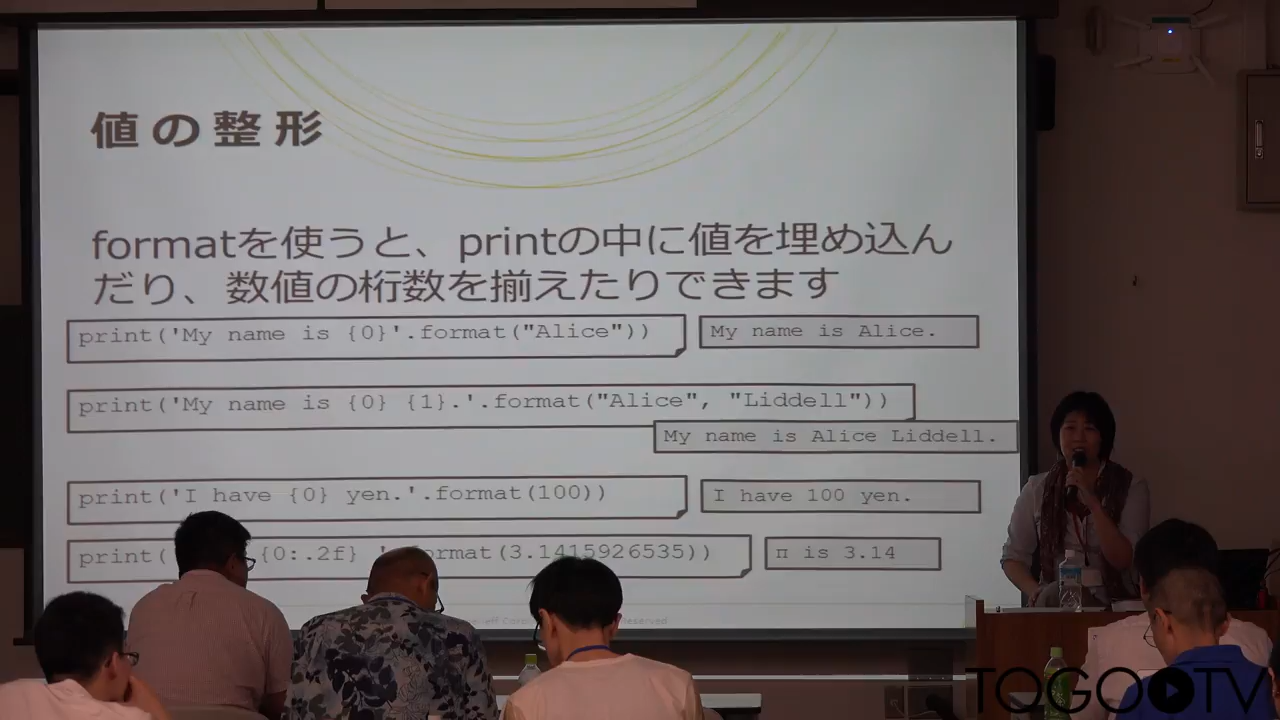 値の整形
formatを使うと、printの中に値を埋め込ん
だり、数値の桁数を揃えたりできます
print('My name is {0}'.format("Alice"))
My name is Alice.
print('My name is {0} {1}.'.format("Alice", "Liddell"))
My name is Alice Liddell.
print('I have {0} yen.'.format(100))
I have 100 yen.
print( {0:.2f} '. format(3.1415926535))
π is 3.14
TOGOTV